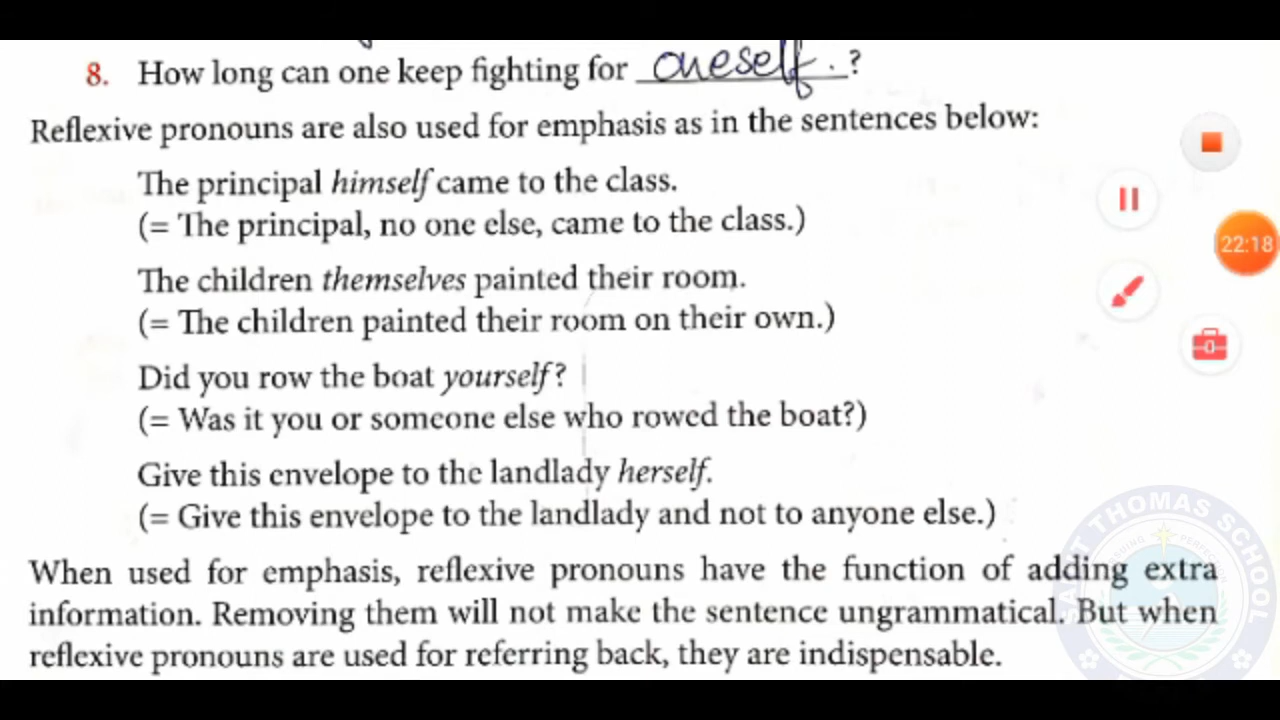 8. How long can one keep fighting for oneself. ?
Reflexive pronouns are also used for emphasis as in the sentences below:
The principal himself came to the class.
(= The principal, no one else, came to the class.)
The children themselves painted their room.
(= The children painted their room on their own.)
Did you row the boat yourself?
(= Was it you or someone else who rowed the boat?)
Give this envelope to the landlady herself.
(= Give this envelope to the landlady and not to anyone else.)
When used for emphasis, reflexive pronouns have the function of adding extra
information. Removing them will not make the sentence ungrammatical. But when
reflexive pronouns are used for referring back, they are indispensable.
22:18
0
SAINT THOMAS SCHOOL